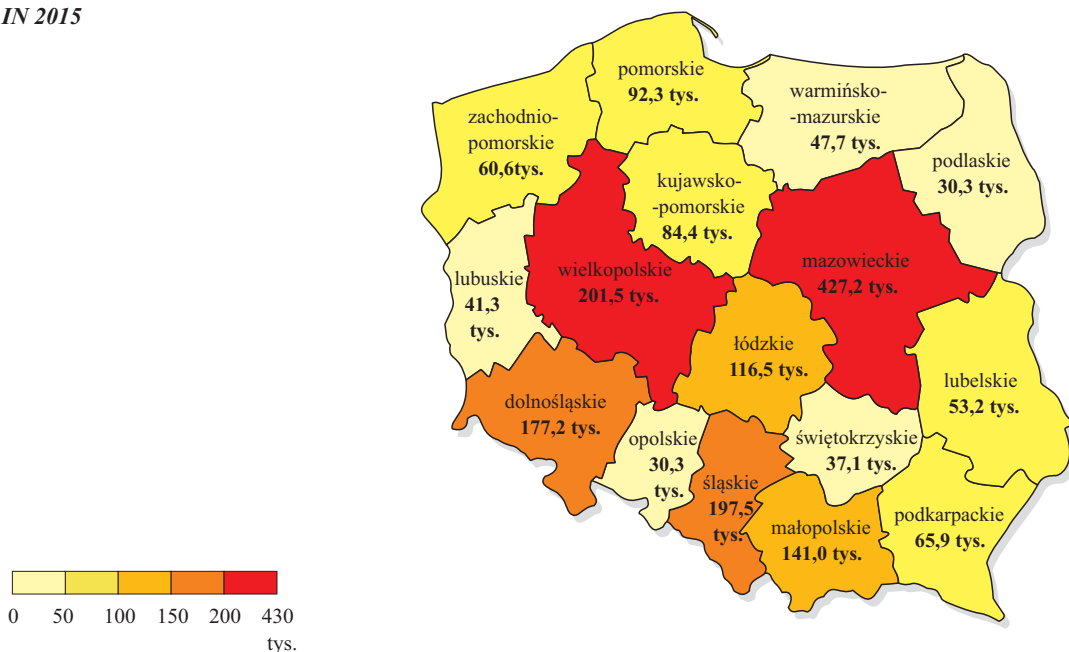 IN 2015
pomorskie
92,3 tys.
warmińsko-
-mazurskie
47,7 tys.
zachodnio-
pomorskie
60,6tys.
podlaskie
30,3 tys.
kujawsko-
-pomorskie
84,4 tys.
mazowieckie
427,2 tys.
wielkopolskie
201,5 tys.
lubuskie
41,3
tys.
łódzkie
116,5 tys.
lubelskie
53,2 tys.
dolnośląskie
177,2 tys.
opolskie
30,3
tys.
świętokrzyskie
37,1 tys.
śląskie
197,5
tys.
małopolskie
141,0 tys.
podkarpackie
65,9 tys.
0 50 100 150 200 430
tys.